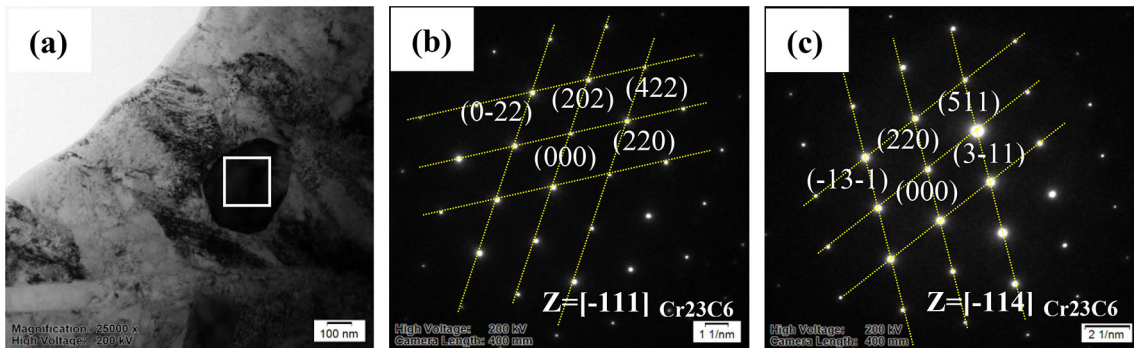 (a)
Magnification: 25000 x
High Voltage: 200 kV
100 nm
(b)
(0-22)
(202)
(422)
(000)
(220)
Z=[-111] Cr23C6
High Voltage: 200 kV
Camera Length: 400 mm
1 1/nm
(c)
(511)
(220)
(3-11)
(-13-1)
(000)
Z=[-114] Cr23C6
High Voltage: 200 kV
Camera Length: 400 mm
2 1/nm